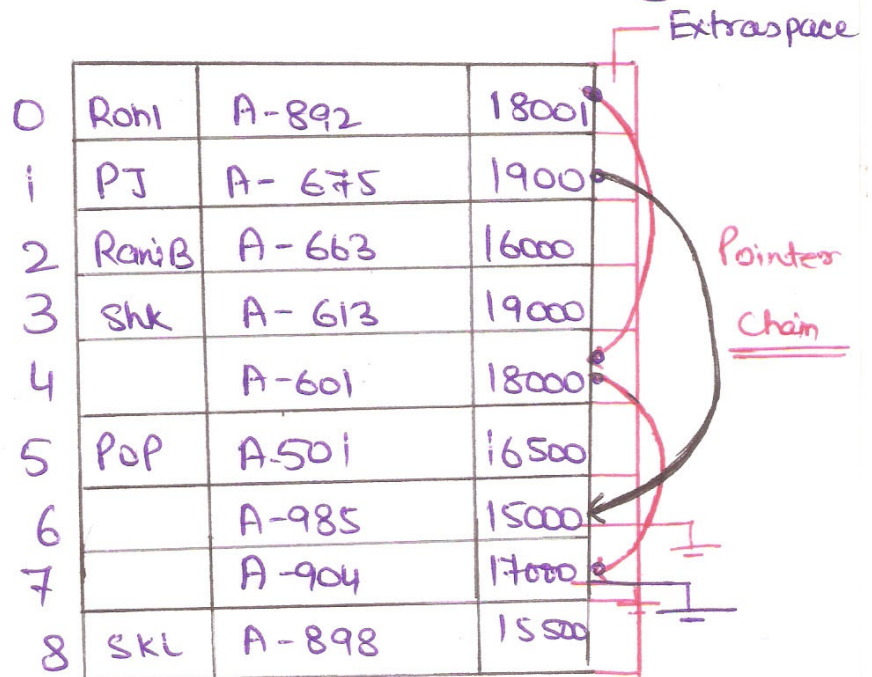 Extraspace
0 Rohl A-892 18001
1 PJ A-675 1900
2 RaniB A-663 16000
3 Shk A-613 19000
Pointer
Chain
4 A-601 18000
5 PoP A-501 16500
6 A-985 15000
7 A-904 17000
8 SKL A-898 15500